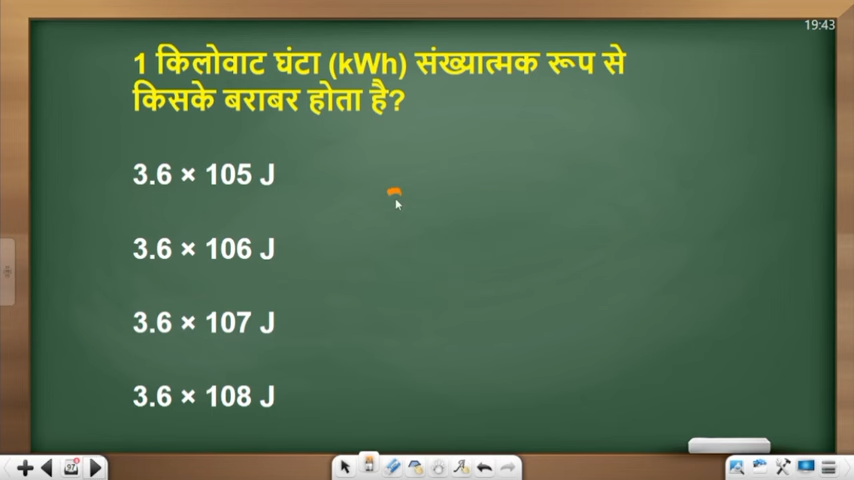 19:43
1 किलोवाट घंटा (kWh) संख्यात्मक रूप से
किसके बराबर होता है?
3.6 × 105 J
3.6 × 106 J
3.6 × 107 J
3.6 × 108 J